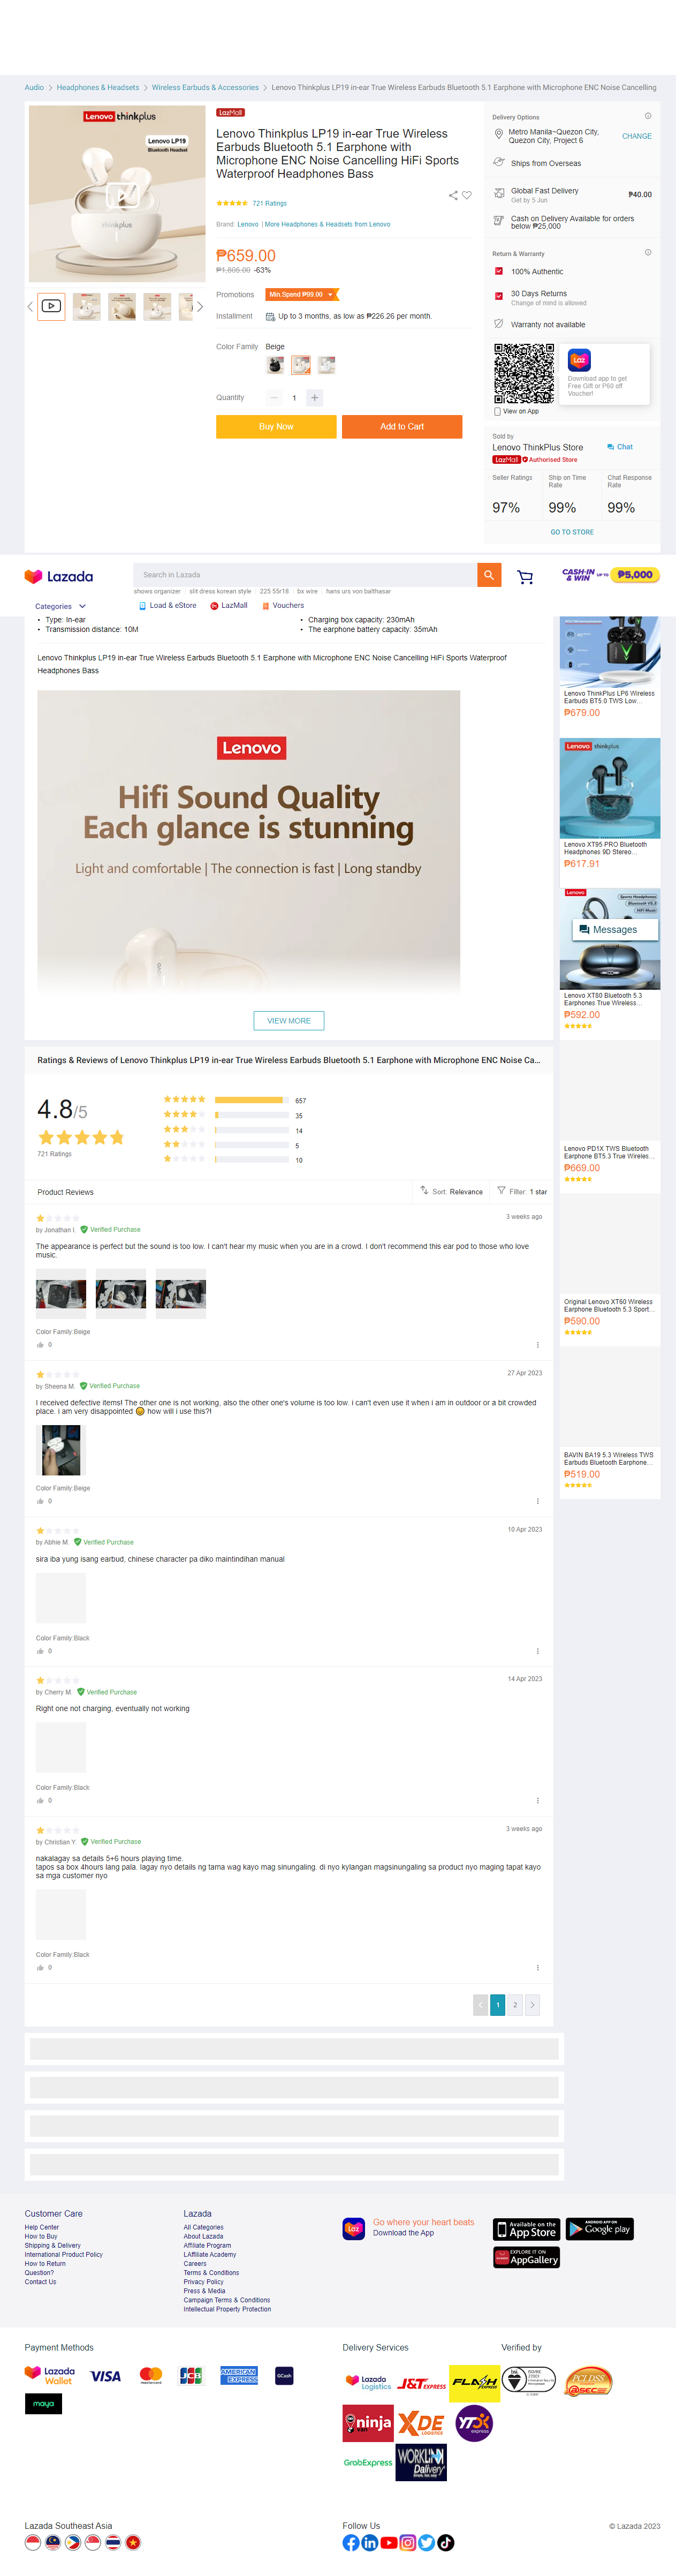 Audio > Headphones & Headsets > Wireless Earbuds & Accessories > Lenovo Thinkplus LP19 in-ear True Wireless Earbuds Bluetooth 5.1 Earphone with Microphone ENC Noise Cancelling
Lenovo thinkplus
Lenovo LP19
Bluetooth Headset
LazMall
Lenovo Thinkplus LP19 in-ear True Wireless
Earbuds Bluetooth 5.1 Earphone with
Microphone ENC Noise Cancelling HiFi Sports
Waterproof Headphones Bass
721 Ratings
Brand: Lenovo | More Headphones & Headsets from Lenovo
₱659.00
₱1,805.00 -63%
Promotions Min.Spend ₱99.00
Installment Up to 3 months, as low as ₱226.26 per month.
Color Family Beige
Quantity 1
Buy Now
Add to Cart
Delivery Options
Metro Manila~Quezon City,
Quezon City, Project 6
CHANGE
Ships from Overseas
Global Fast Delivery ₱40.00
Get by 5 Jun
Cash on Delivery Available for orders
below ₱25,000
Return & Warranty
100% Authentic
30 Days Returns
Change of mind is allowed
Warranty not available
Laz
Download app to get
Free Gift or P60 off
Voucher!
View on App
Sold by
Lenovo ThinkPlus Store
Chat
LazMall Authorised Store
Seller Ratings
97%
Ship on Time
Rate
99%
Chat Response
Rate
99%
GO TO STORE
Lazada
Search in Lazada
CASH-IN & WIN UP TO ₱5,000
shows organizer | slit dress korean style | 225 55r18 | bx wire | hans urs von balthasar
Categories
Load & eStore
LazMall
Vouchers
Type: In-ear
Transmission distance: 10M
Charging box capacity: 230mAh
The earphone battery capacity: 35mAh
Lenovo Thinkplus LP19 in-ear True Wireless Earbuds Bluetooth 5.1 Earphone with Microphone ENC Noise Cancelling HiFi Sports Waterproof
Headphones Bass
Lenovo
Hifi Sound Quality
Each glance is stunning
Light and comfortable | The connection is fast | Long standby
VIEW MORE
Lenovo ThinkPlus LP6 Wireless
Earbuds BT5.0 TWS Low...
₱679.00
Lenovo thinkplus
Lenovo XT95 PRO Bluetooth
Headphones 9D Stereo...
₱617.91
Lenovo
Sports Headphones
Bluetooth V5.3
HiFi Music
Messages
Lenovo XT80 Bluetooth 5.3
Earphones True Wireless...
₱592.00
Lenovo PD1X TWS Bluetooth
Earphone BT5.3 True Wireles...
₱669.00
Original Lenovo XT60 Wireless
Earphone Bluetooth 5.3 Sport...
₱590.00
BAVIN BA19 5.3 Wireless TWS
Earbuds Bluetooth Earphone...
₱519.00
Ratings & Reviews of Lenovo Thinkplus LP19 in-ear True Wireless Earbuds Bluetooth 5.1 Earphone with Microphone ENC Noise Ca...
4.8/5
721 Ratings
657
35
14
5
10
Product Reviews
Sort: Relevance
Filter: 1 star
3 weeks ago
by Jonathan I. Verified Purchase
The appearance is perfect but the sound is too low. I can't hear my music when you are in a crowd. I don't recommend this ear pod to those who love
music.
Color Family:Beige
0
27 Apr 2023
by Sheena M. Verified Purchase
I received defective items! The other one is not working, also the other one's volume is too low. i can't even use it when i am in outdoor or a bit crowded
place. i am very disappointed 😞 how will i use this?!
Color Family:Beige
0
10 Apr 2023
by Abhie M. Verified Purchase
sira iba yung isang earbud, chinese character pa diko maintindihan manual
Color Family:Black
0
14 Apr 2023
by Cherry M. Verified Purchase
Right one not charging, eventually not working
Color Family:Black
0
3 weeks ago
by Christian Y. Verified Purchase
nakalagay sa details 5+6 hours playing time.
tapos sa box 4hours lang pala. lagay nyo details ng tama wag kayo mag sinungaling. di nyo kylangan magsinungaling sa product nyo maging tapat kayo
sa mga customer nyo
Color Family:Black
0
1 2
Customer Care
Help Center
How to Buy
Shipping & Delivery
International Product Policy
How to Return
Question?
Contact Us
Lazada
All Categories
About Lazada
Affiliate Program
LAffiliate Academy
Careers
Terms & Conditions
Privacy Policy
Press & Media
Campaign Terms & Conditions
Intellectual Property Protection
Laz
Go where your heart beats
Download the App
Available on the
App Store
ANDROID APP ON
Google play
EXPLORE IT ON
AppGallery
Payment Methods
Lazada Wallet
VISA
mastercard
JCB
AMERICAN EXPRESS
GCash
maya
Delivery Services
Lazada Logistics
J&T EXPRESS
FLASH express
ninja van
XDE LOGISTICS
express
GrabExpress
WORKLINK Delivery
Verified by
PCI DSS
@SEC
Lazada Southeast Asia
Follow Us
© Lazada 2023